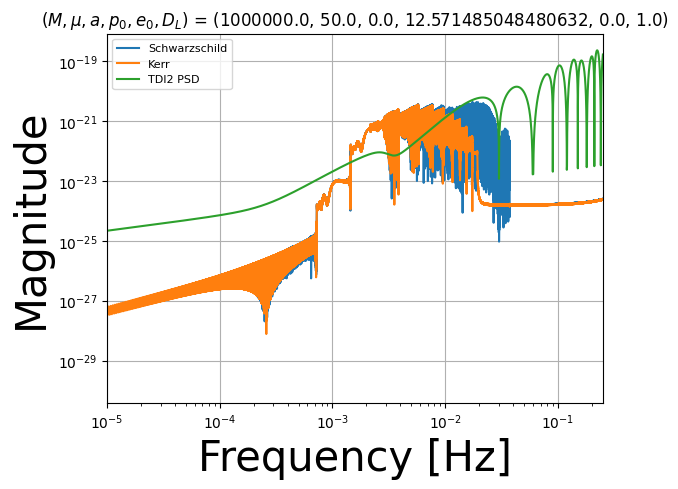 (M, μ, a, p₀, e₀, D_L) = (1000000.0, 50.0, 0.0, 12.571485048480632, 0.0, 1.0)
Schwarzschild
Kerr
TDI2 PSD
Magnitude
10⁻¹⁹
10⁻²¹
10⁻²³
10⁻²⁵
10⁻²⁷
10⁻²⁹
10⁻⁵ 10⁻⁴ 10⁻³ 10⁻² 10⁻¹
Frequency [Hz]